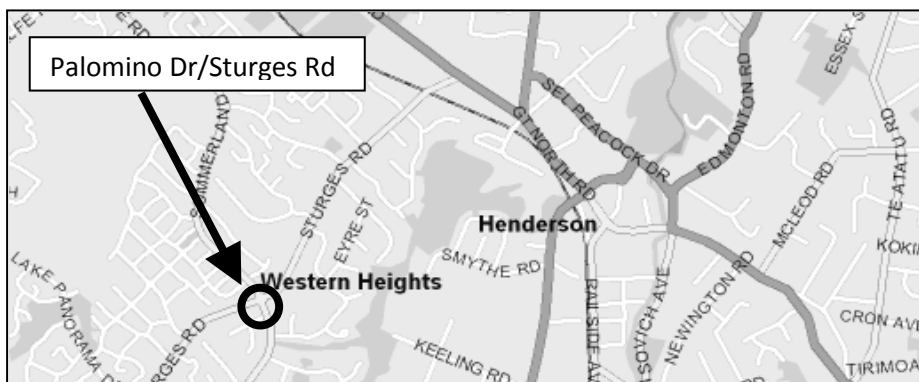 Palomino Dr/Sturges Rd
SUMMERLAND
STURGES RD
EYRE ST
Western Heights
LAKE PANORAMA D
KEELING RD
SMYTHE RD
Henderson
GT NORTH RD
SEL PEACOCK DR
EDMONTON RD
ESSEX S
TE ATATU RD
MCLEOD RD
KOKI
NEWINGTON RD
CRON AVE
TIRIMOA
RAILSIDE AV
SOVICH AVE
RGES RD